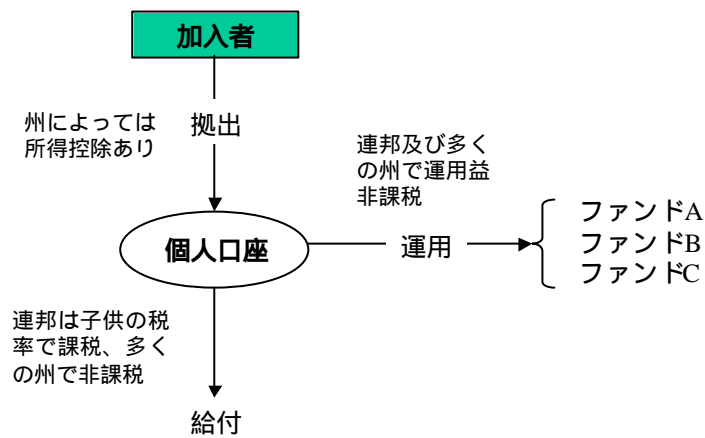 加入者
州によっては
所得控除あり
拠出
連邦及び多く
の州で運用益
非課税
個人口座
運用
ファンドA
ファンドB
ファンドC
連邦は子供の税
率で課税、多く
の州で非課税
給付